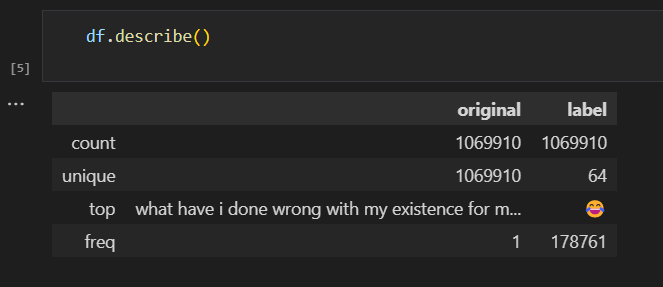 df.describe()
[5]
...
original label
count 1069910 1069910
unique 1069910 64
top what have i done wrong with my existence for m... 😂
freq 1 178761